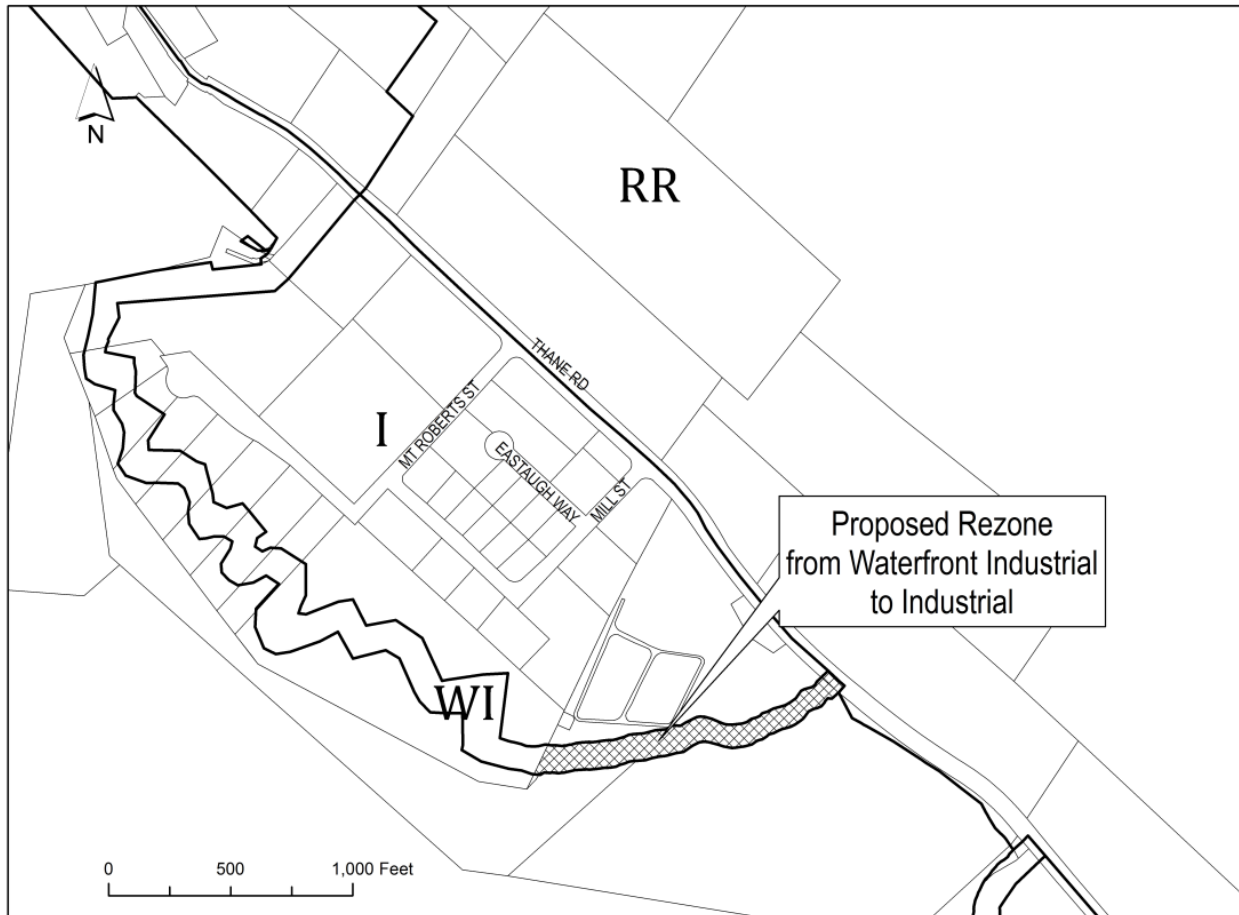 N
RR
THANE RD
I
MT ROBERTS ST
EASTAUGH WAY
MILL ST
Proposed Rezone
from Waterfront Industrial
to Industrial
WI
0 500 1,000 Feet